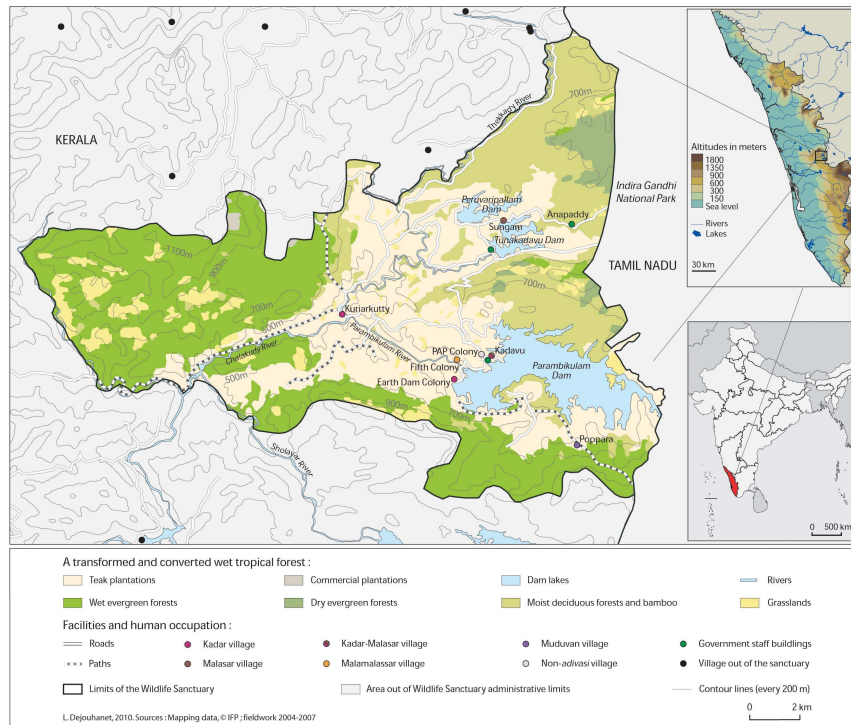 KERALA
Thekkady River
700m
Indira Gandhi
National Park
TAMIL NADU
Peruvaripallam
Dam
Sungam
Anapaddy
Tunakadavu Dam
700m
1100m
900m
700m
500m
Kuriarkutty
Chalakudy River
Parambikulam River
500m
PAP Colony
Kadavu
Fifth Colony
Earth Dam Colony
Parambikulam
Dam
900m
700m
Poppara
Sholayar River
Altitudes in meters
1800
1350
900
600
300
150
Sea level
Rivers
Lakes
30 km
0 500 km
A transformed and converted wet tropical forest :
Teak plantations
Commercial plantations
Dam lakes
Rivers
Wet evergreen forests
Dry evergreen forests
Moist deciduous forests and bamboo
Grasslands
Facilities and human occupation :
Roads
Kadar village
Kadar-Malasar village
Muduvan village
Government staff buildings
Paths
Malasar village
Malamalassar village
Non-adivasi village
Village out of the sanctuary
Limits of the Wildlife Sanctuary
Area out of Wildlife Sanctuary administrative limits
Contour lines (every 200 m)
L. Dejouhanet, 2010. Sources : Mapping data, © IFP ; fieldwork 2004-2007
0 2 km